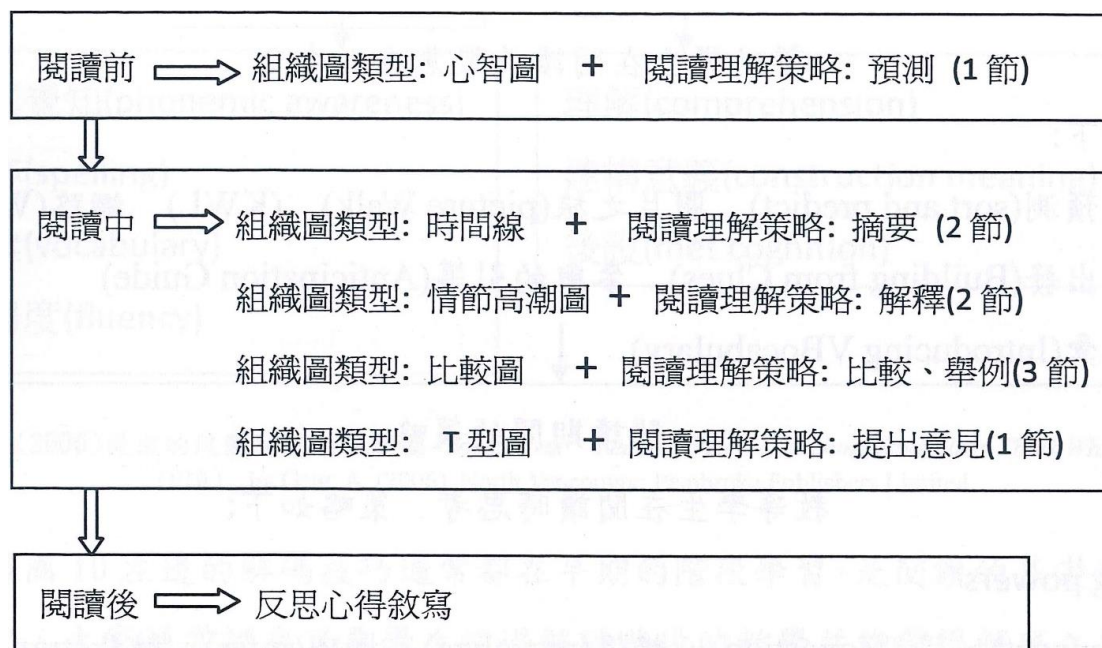 閱讀前 組織圖類型: 心智圖 + 閱讀理解策略: 預測 (1 節)
閱讀中 組織圖類型: 時間線 + 閱讀理解策略: 摘要 (2 節)
組織圖類型: 情節高潮圖 + 閱讀理解策略: 解釋(2 節)
組織圖類型: 比較圖 + 閱讀理解策略: 比較、舉例(3 節)
組織圖類型: T 型圖 + 閱讀理解策略: 提出意見(1 節)
閱讀後 反思心得敘寫